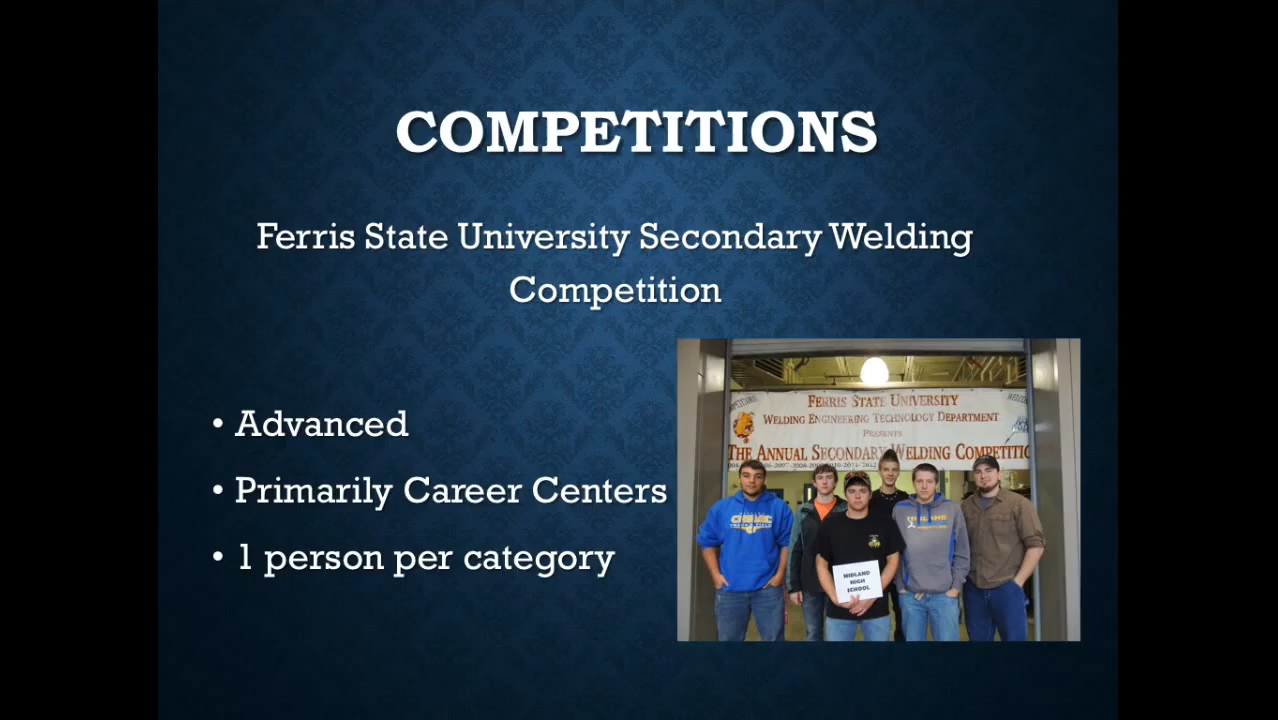 COMPETITIONS
Ferris State University Secondary Welding
Competition
• Advanced
• Primarily Career Centers
• 1 person per category
FERRIS STATE UNIVERSITY
WELDING ENGINEERING TECHNOLOGY DEPARTMENT
PRESENTS
THE ANNUAL SECONDARY WELDING COMPETITIO
MIDLAND
HIGH
SCHOOL